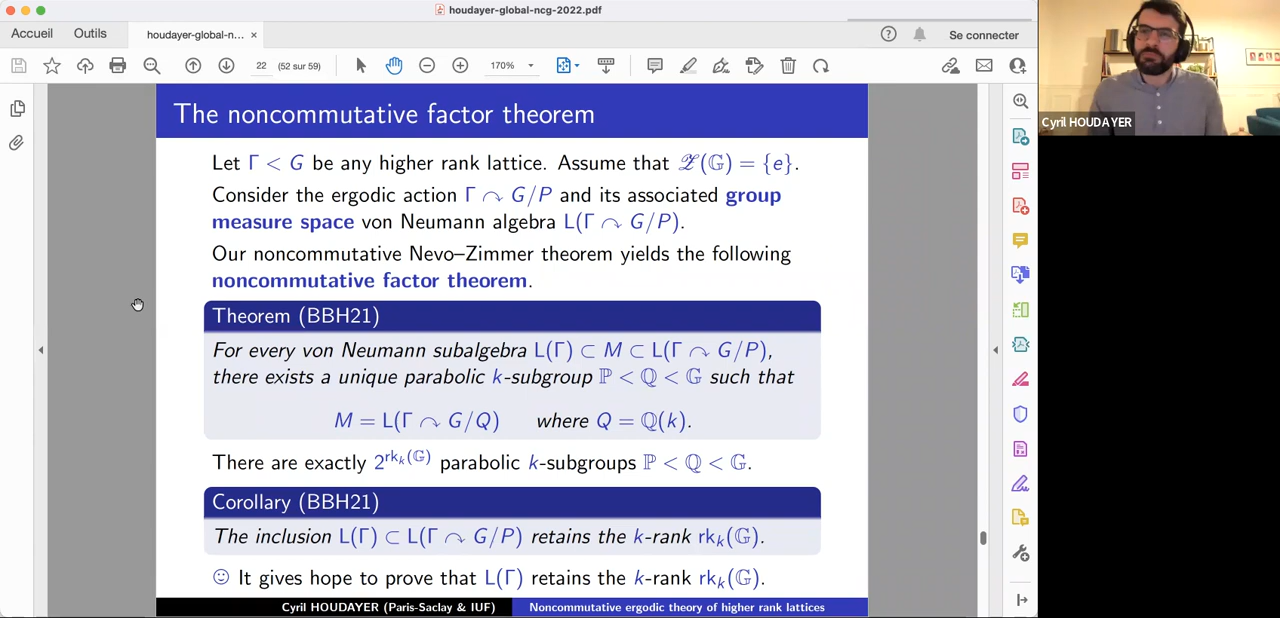 houdayer-global-ncg-2022.pdf
Accueil Outils houdayer-global-n... × Se connecter
22 (52 sur 59) 170%
The noncommutative factor theorem
Let Γ < G be any higher rank lattice. Assume that 𝒵(𝔾) = {e}.
Consider the ergodic action Γ ↷ G/P and its associated group
measure space von Neumann algebra L(Γ ↷ G/P).
Our noncommutative Nevo–Zimmer theorem yields the following
noncommutative factor theorem.
Theorem (BBH21)
For every von Neumann subalgebra L(Γ) ⊂ M ⊂ L(Γ ↷ G/P),
there exists a unique parabolic k-subgroup ℙ < ℚ < 𝔾 such that
M = L(Γ ↷ G/Q) where Q = ℚ(k).
There are exactly 2^{rk_k(𝔾)} parabolic k-subgroups ℙ < ℚ < 𝔾.
Corollary (BBH21)
The inclusion L(Γ) ⊂ L(Γ ↷ G/P) retains the k-rank rk_k(𝔾).
☺ It gives hope to prove that L(Γ) retains the k-rank rk_k(𝔾).
Cyril HOUDAYER (Paris-Saclay & IUF) Noncommutative ergodic theory of higher rank lattices
Cyril HOUDAYER